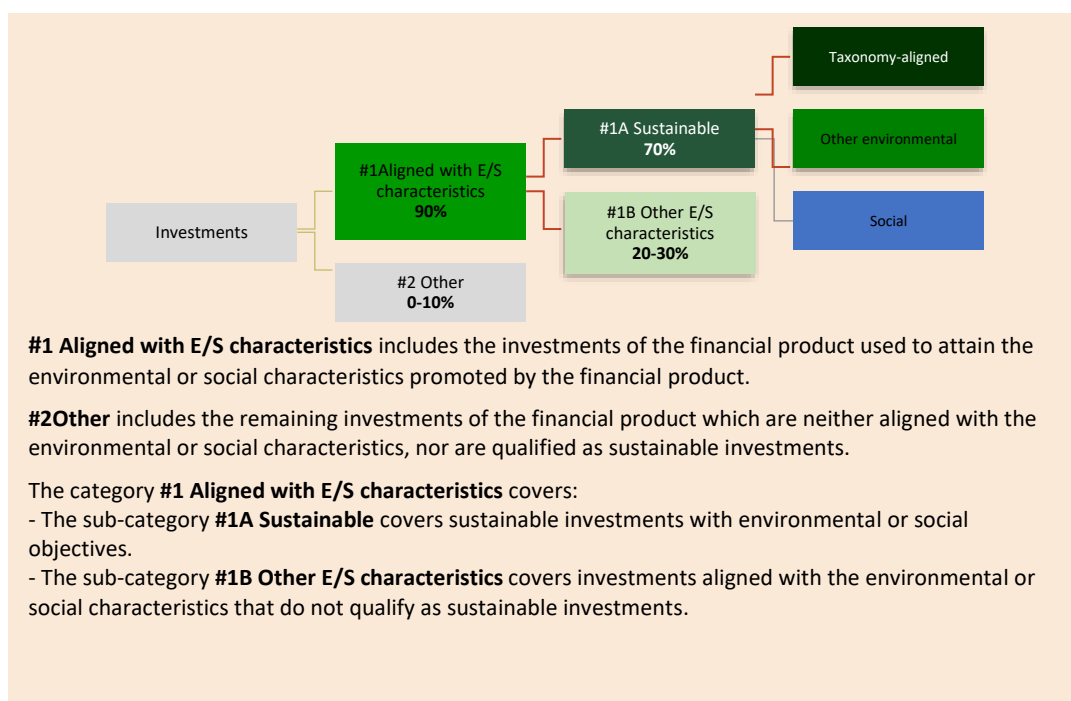 Taxonomy-aligned
#1A Sustainable
70%
Other environmental
#1Aligned with E/S
characteristics
90%
#1B Other E/S
characteristics
20-30%
Social
Investments
#2 Other
0-10%
#1 Aligned with E/S characteristics includes the investments of the financial product used to attain the
environmental or social characteristics promoted by the financial product.
#2Other includes the remaining investments of the financial product which are neither aligned with the
environmental or social characteristics, nor are qualified as sustainable investments.
The category #1 Aligned with E/S characteristics covers:
- The sub-category #1A Sustainable covers sustainable investments with environmental or social
objectives.
- The sub-category #1B Other E/S characteristics covers investments aligned with the environmental or
social characteristics that do not qualify as sustainable investments.